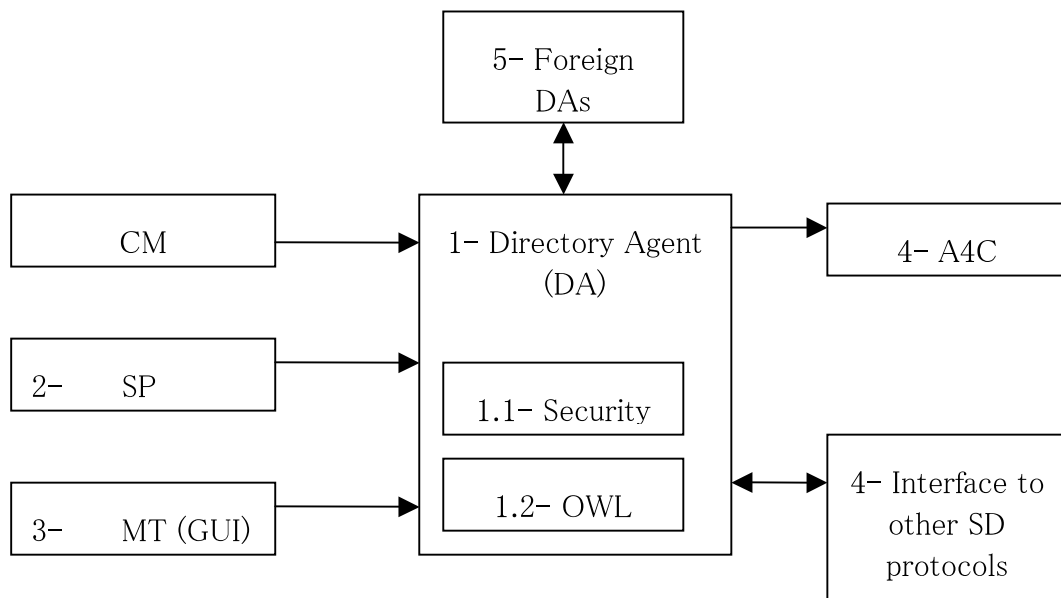 5- Foreign
DAs
CM
1- Directory Agent
(DA)
4- A4C
2- SP
1.1- Security
3- MT (GUI)
1.2- OWL
4- Interface to
other SD
protocols